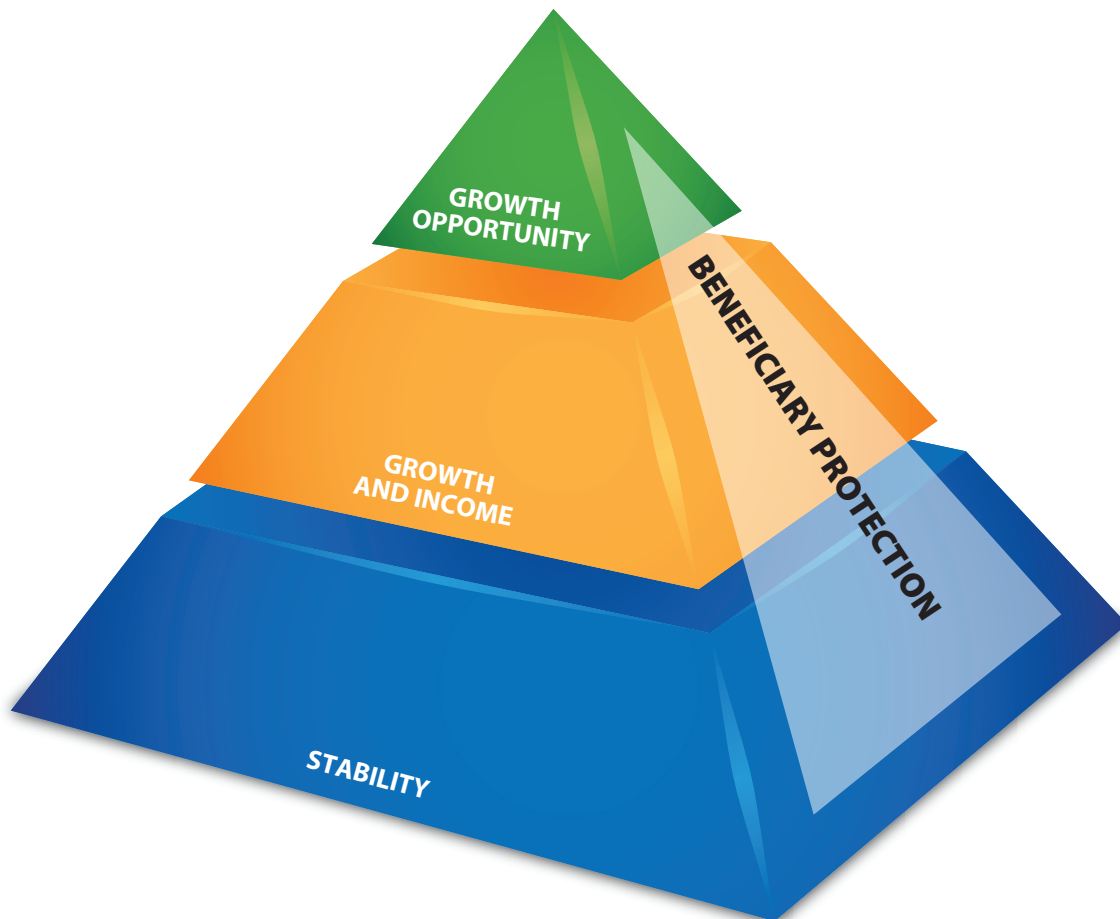 GROWTH
OPPORTUNITY
BENEFICIARY PROTECTION
GROWTH
AND INCOME
STABILITY